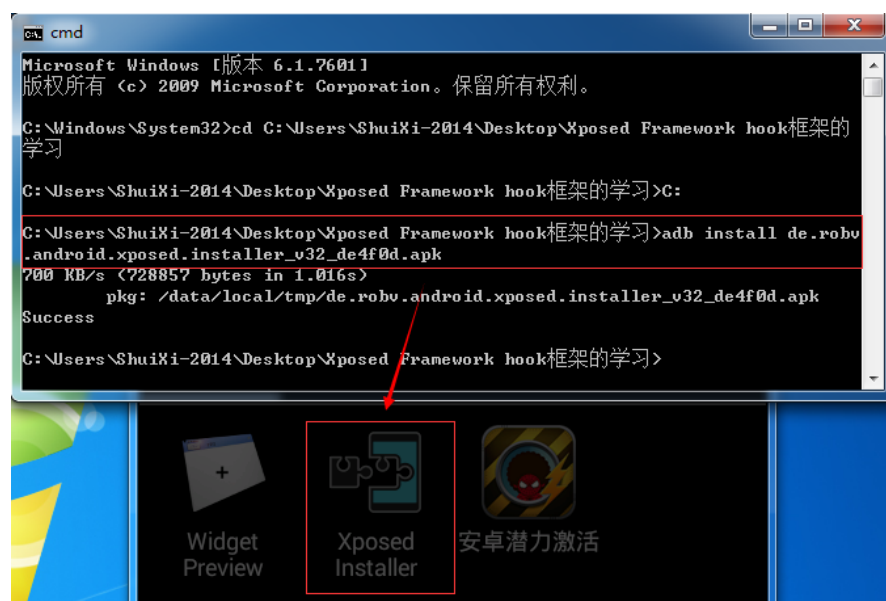 cmd
Microsoft Windows [版本 6.1.7601]
版权所有 (c) 2009 Microsoft Corporation。保留所有权利。
C:\Windows\System32>cd C:\Users\ShuiXi-2014\Desktop\Xposed Framework hook框架的
学习
C:\Users\ShuiXi-2014\Desktop\Xposed Framework hook框架的学习>C:
C:\Users\ShuiXi-2014\Desktop\Xposed Framework hook框架的学习>adb install de.robv
.android.xposed.installer_v32_de4f0d.apk
700 KB/s (728857 bytes in 1.016s)
pkg: /data/local/tmp/de.robv.android.xposed.installer_v32_de4f0d.apk
Success
C:\Users\ShuiXi-2014\Desktop\Xposed Framework hook框架的学习>
Widget
Preview
Xposed
Installer
安卓潜力激活